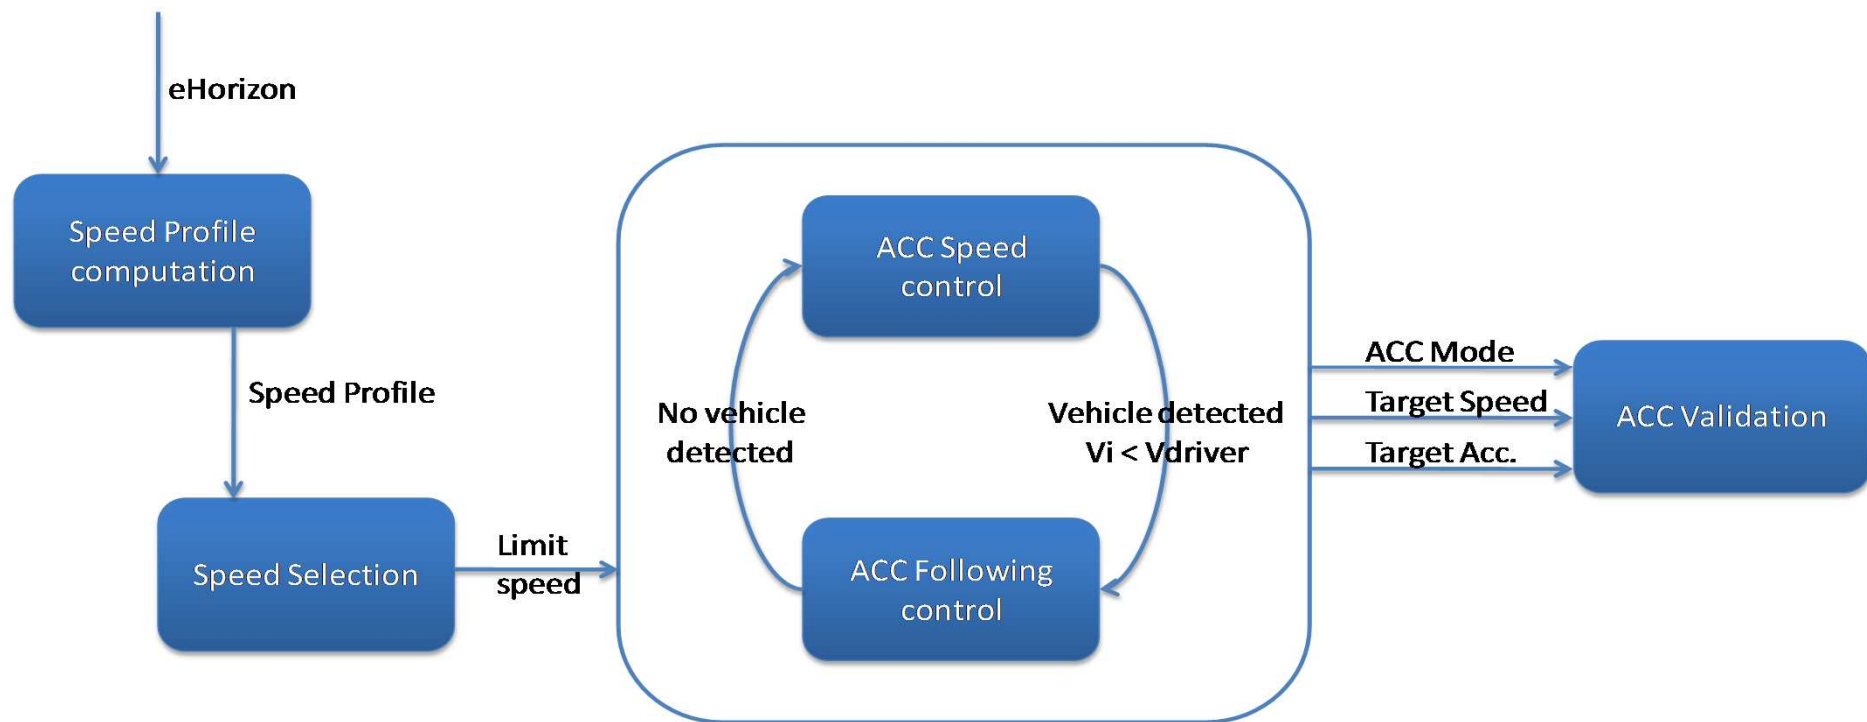 eHorizon
Speed Profile
computation
Speed Profile
Speed Selection
Limit
speed
ACC Speed
control
No vehicle
detected
Vehicle detected
Vi < Vdriver
ACC Following
control
ACC Mode
Target Speed
Target Acc.
ACC Validation